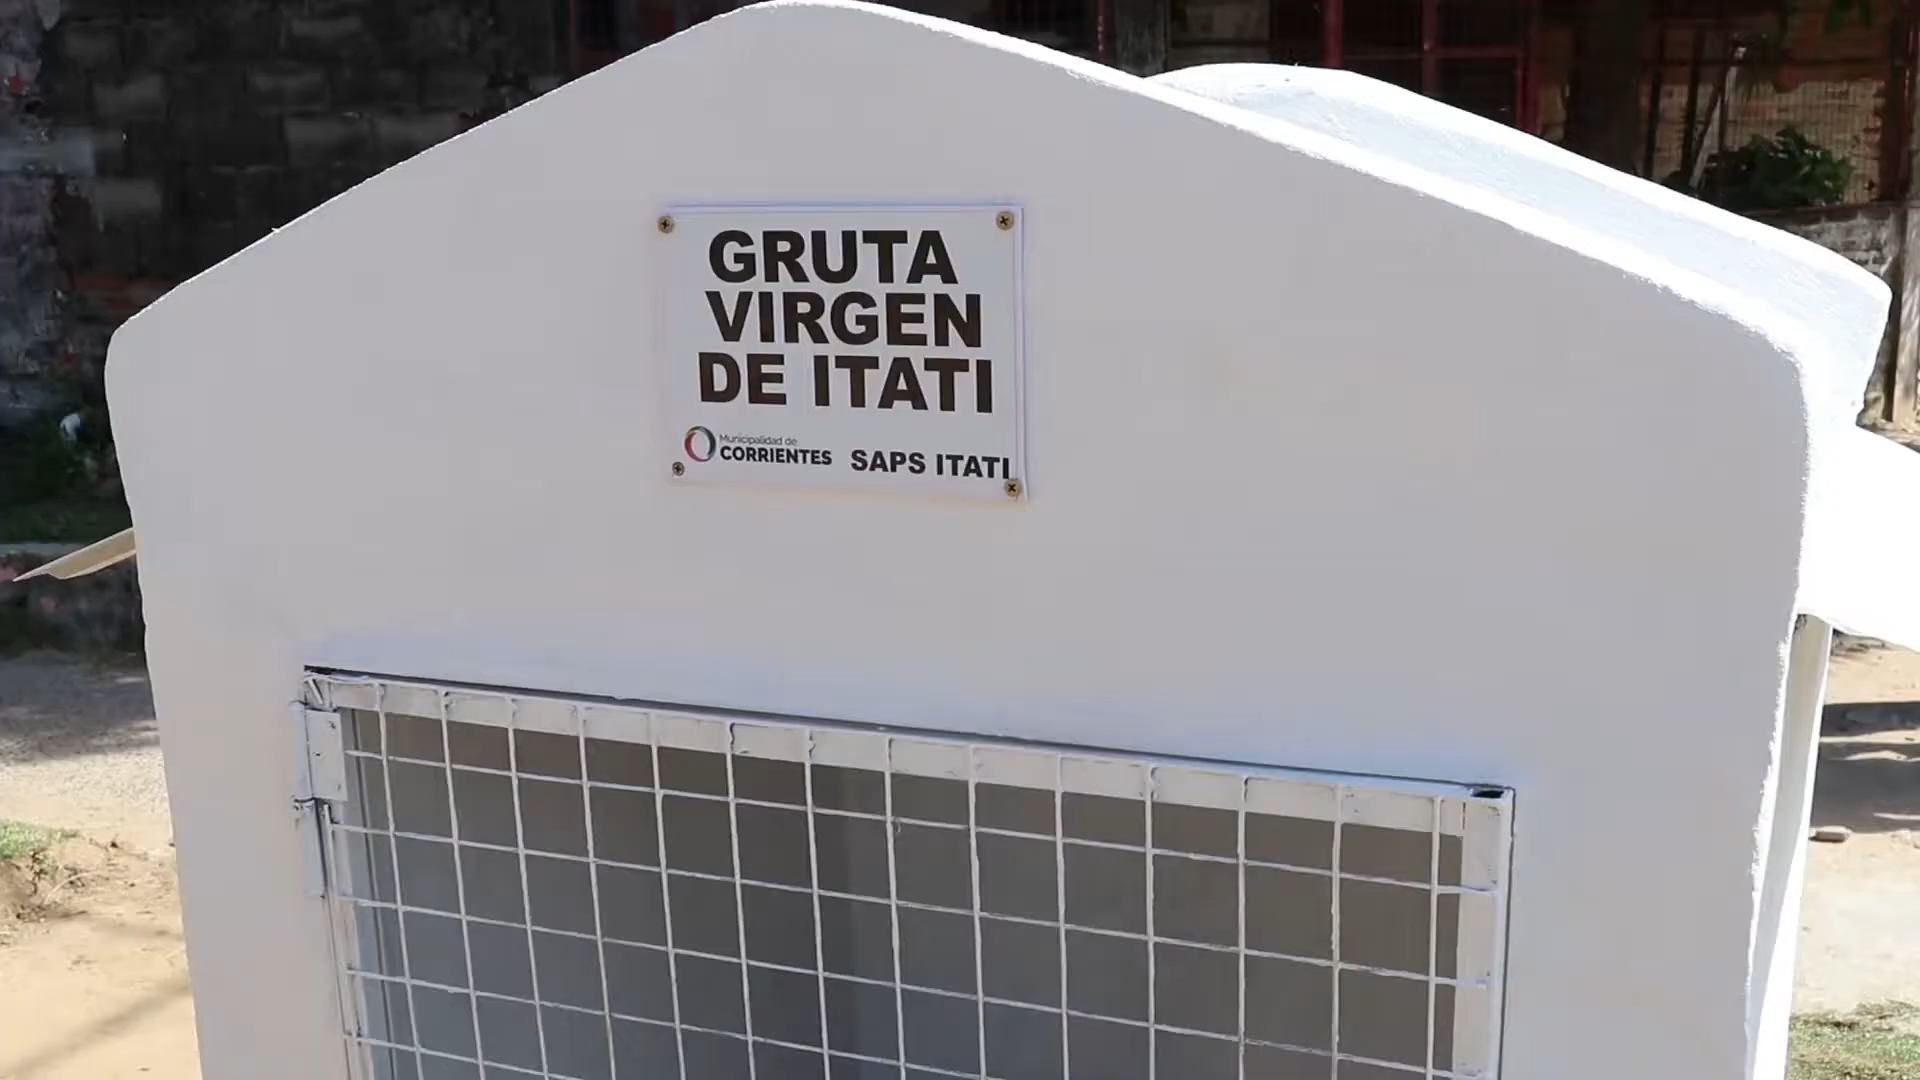 GRUTA
VIRGEN
DE ITATI
Municipalidad de
CORRIENTES
SAPS ITATI